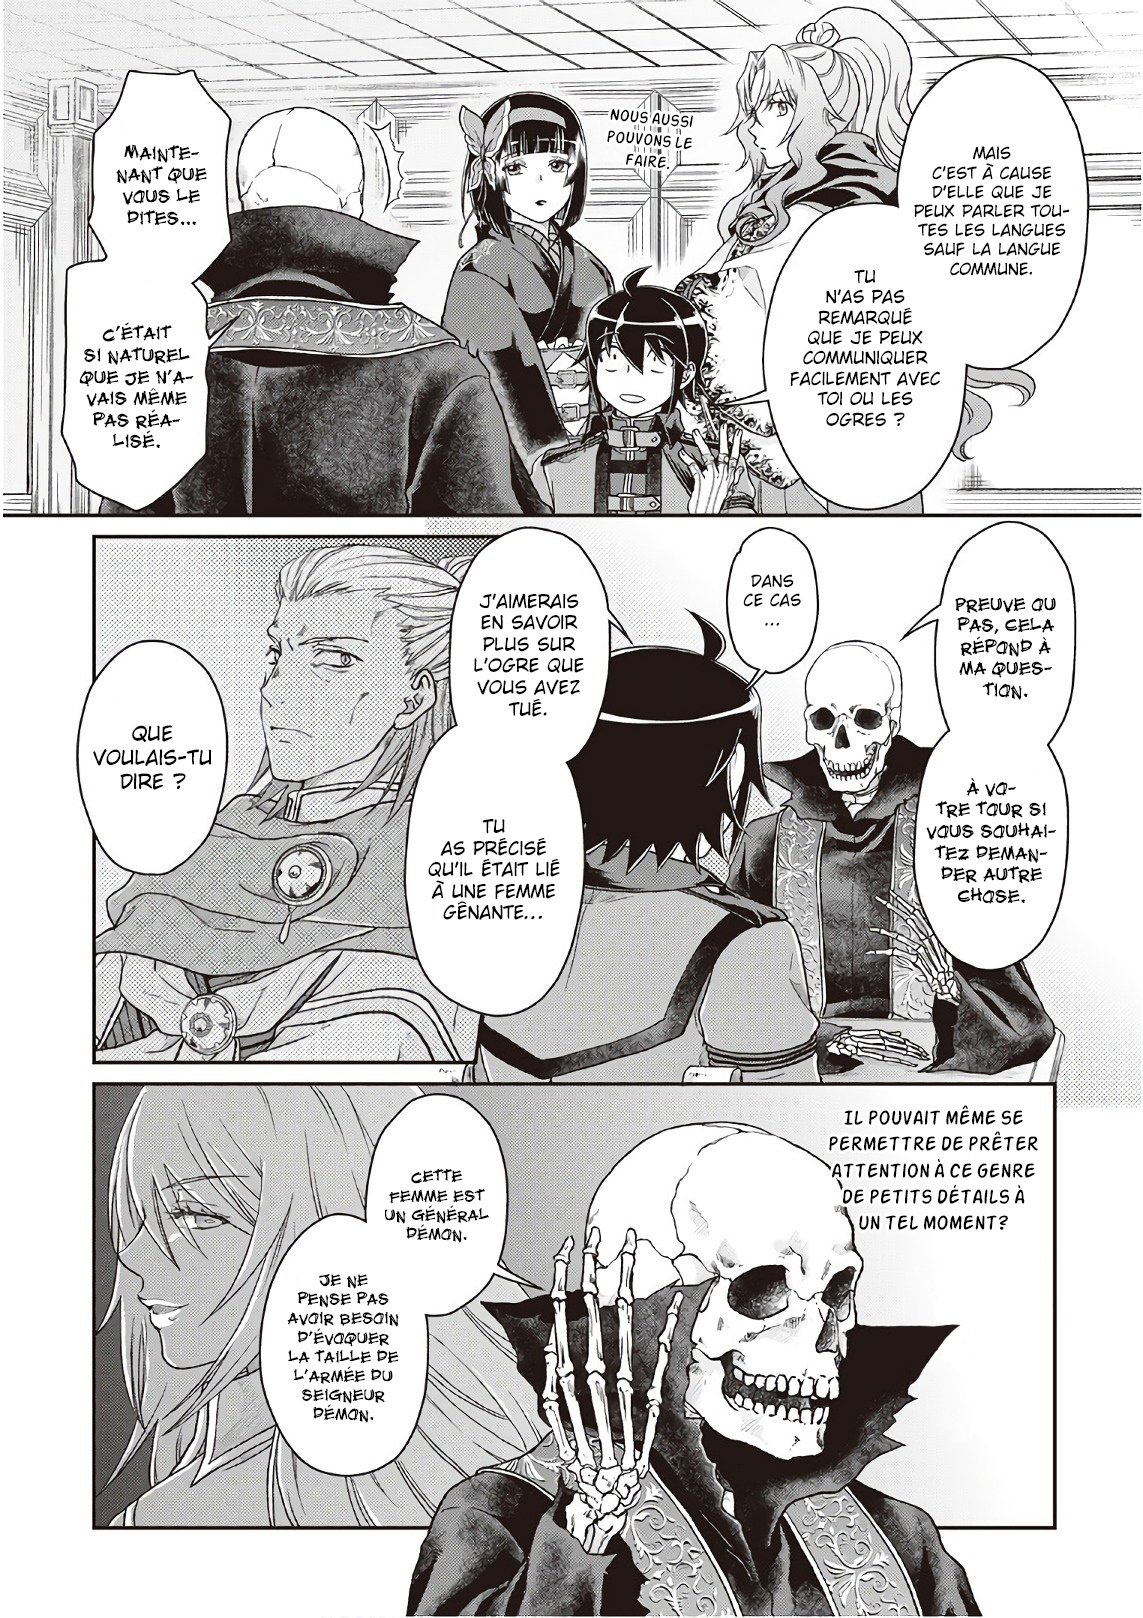 MAIS
C'EST À CAUSE
D'ELLE QUE JE
PEUX PARLER TOU-
TES LES LANGUES
SAUF LA LANGUE
COMMUNE.
TU
N'AS PAS
REMARQUÉ
QUE JE PEUX
COMMUNIQUER
FACILEMENT AVEC
TOI OU LES
OGRES ?
NOUS AUSSI
POUVONS LE
FAIRE.
MAINTE-
NANT QUE
VOUS LE
DITES...
C'ÉTAIT
SI NATUREL
QUE JE N'A-
VAIS MÊME
PAS RÉA-
LISÉ.
PREUVE OU
PAS, CELA
RÉPOND À
MA QUES-
TION.
À VO-
TRE TOUR SI
VOUS SOUHAI-
TEZ DEMAN-
DER AUTRE
CHOSE.
DANS
CE CAS
...
J'AIMERAIS
EN SAVOIR
PLUS SUR
L'OGRE QUE
VOUS AVEZ
TUÉ.
TU
AS PRÉCISÉ
QU'IL ÉTAIT LIÉ
À UNE FEMME
GÊNANTE...
QUE
VOULAIS-TU
DIRE ?
IL POUVAIT MÊME SE
PERMETTRE DE PRÊTER
ATTENTION À CE GENRE
DE PETITS DÉTAILS À
UN TEL MOMENT?
CETTE
FEMME EST
UN GÉNÉRAL
DÉMON.
JE NE
PENSE PAS
AVOIR BESOIN
D'ÉVOQUER
LA TAILLE DE
L'ARMÉE DU
SEIGNEUR
DÉMON.